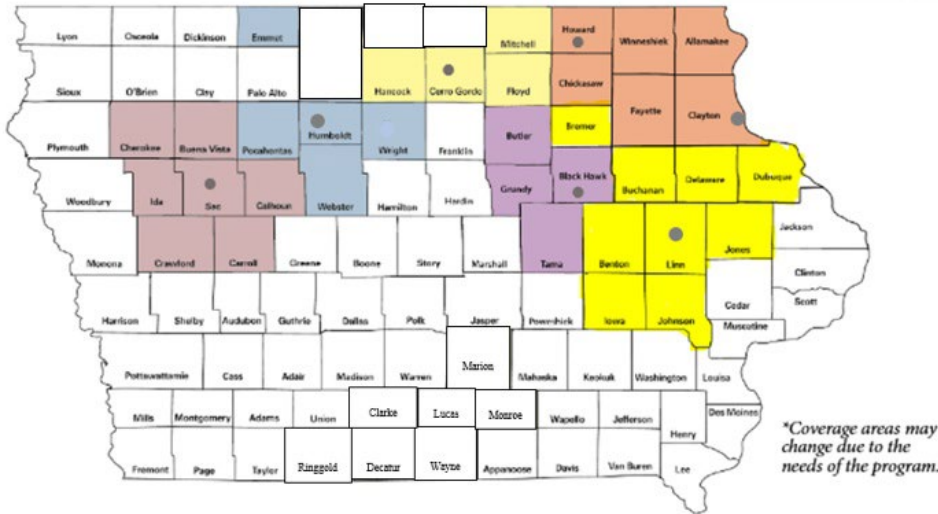 Lyon Osceola Dickinson Emmet Mitchell Howard Winneshiek Allamakee
Sioux O'Brien Clay Palo Alto Hancock Cerro Gordo Floyd Chickasaw
Fayette Clayton
Plymouth Cherokee Buena Vista Pocahontas Humboldt Wright Franklin Butler Bremer
Woodbury Ida Sac Calhoun Webster Hamilton Hardin Grundy Black Hawk Buchanan Delaware Dubuque
Monona Crawford Carroll Greene Boone Story Marshall Tama Benton Linn Jones Jackson
Clinton
Harrison Shelby Audubon Guthrie Dallas Polk Jasper Poweshiek Iowa Johnson Cedar Scott
Muscatine
Pottawattamie Cass Adair Madison Warren Marion Mahaska Keokuk Washington Louisa
Mills Montgomery Adams Union Clarke Lucas Monroe Wapello Jefferson Henry Des Moines
Fremont Page Taylor Ringgold Decatur Wayne Appanoose Davis Van Buren Lee
*Coverage areas may
change due to the
needs of the program.